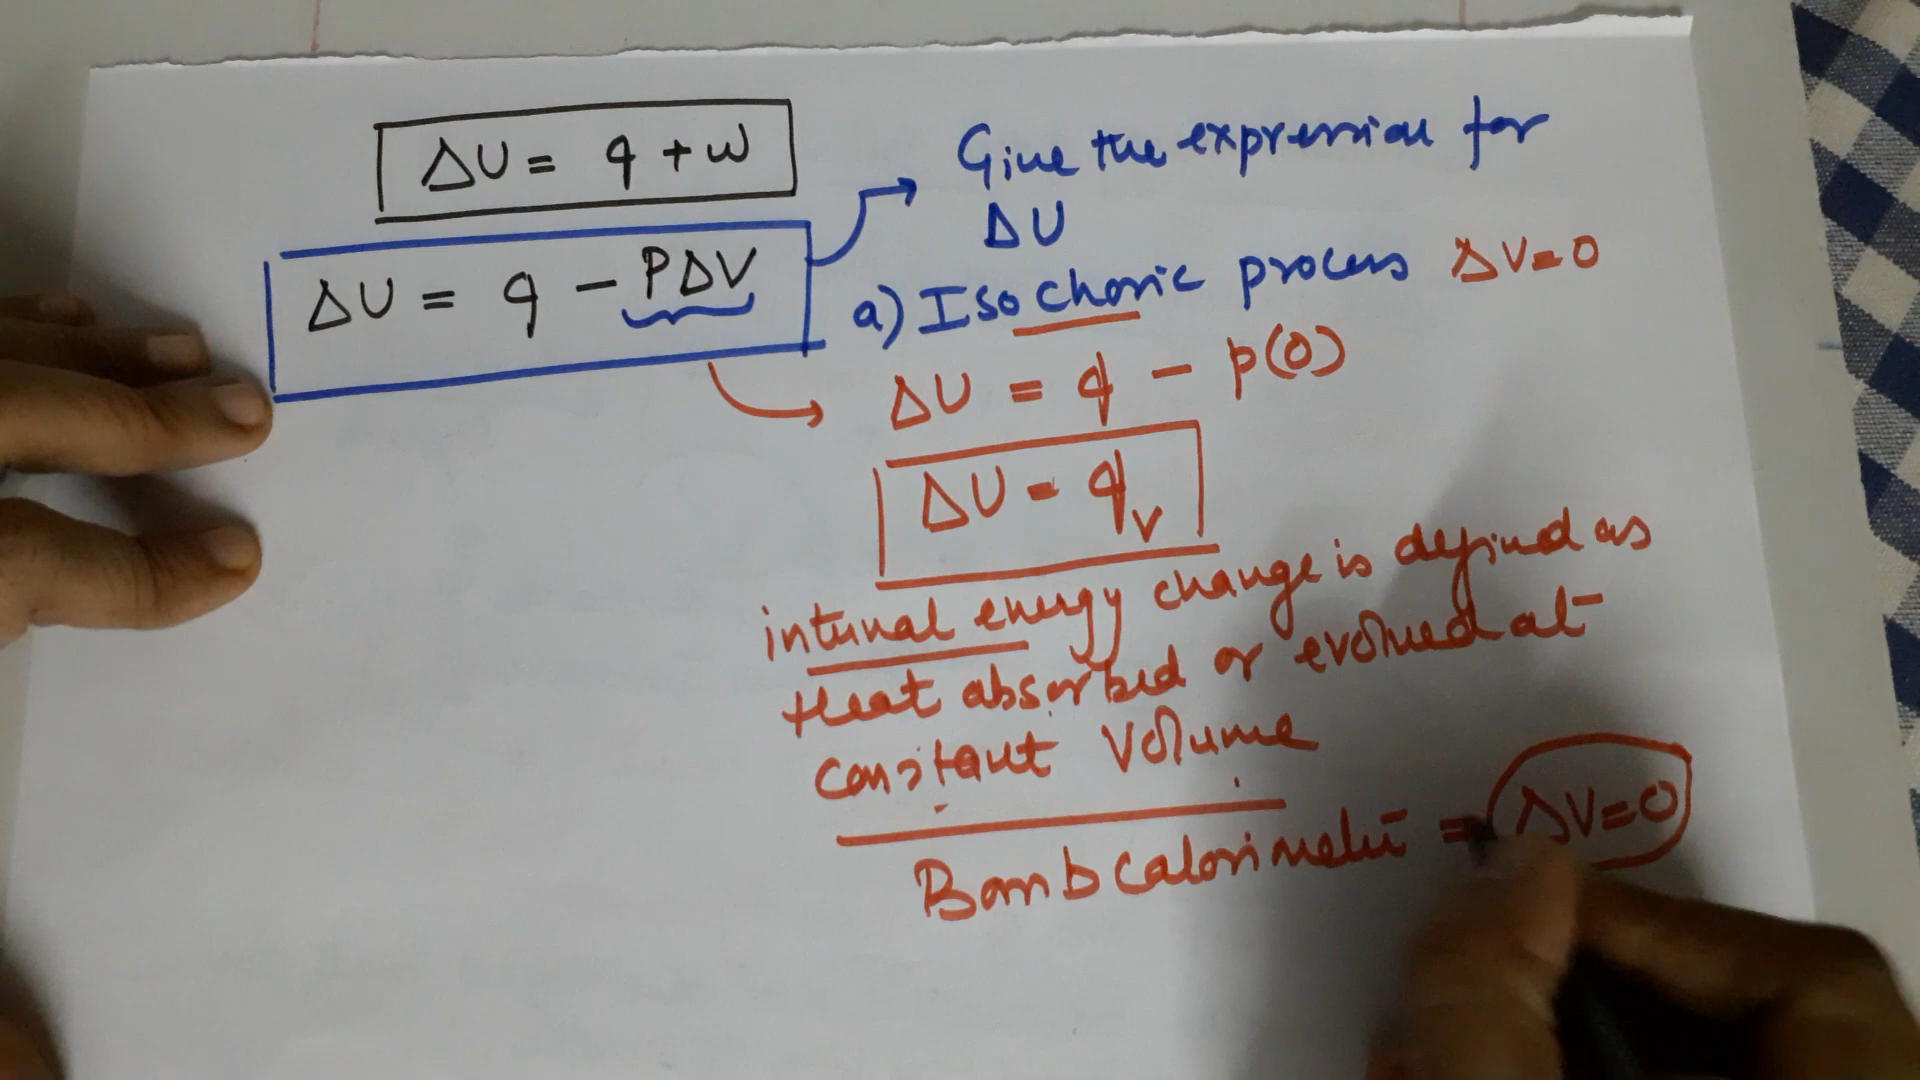 ΔU = q + w
ΔU = q - PΔV
Give the expression for
ΔU
a) Isochoric process ΔV=0
ΔU = q - p(0)
ΔU = qv
internal energy change is defined as
Heat absorbed or evolved at
constant Volume
Bomb calorimeter = ΔV=0